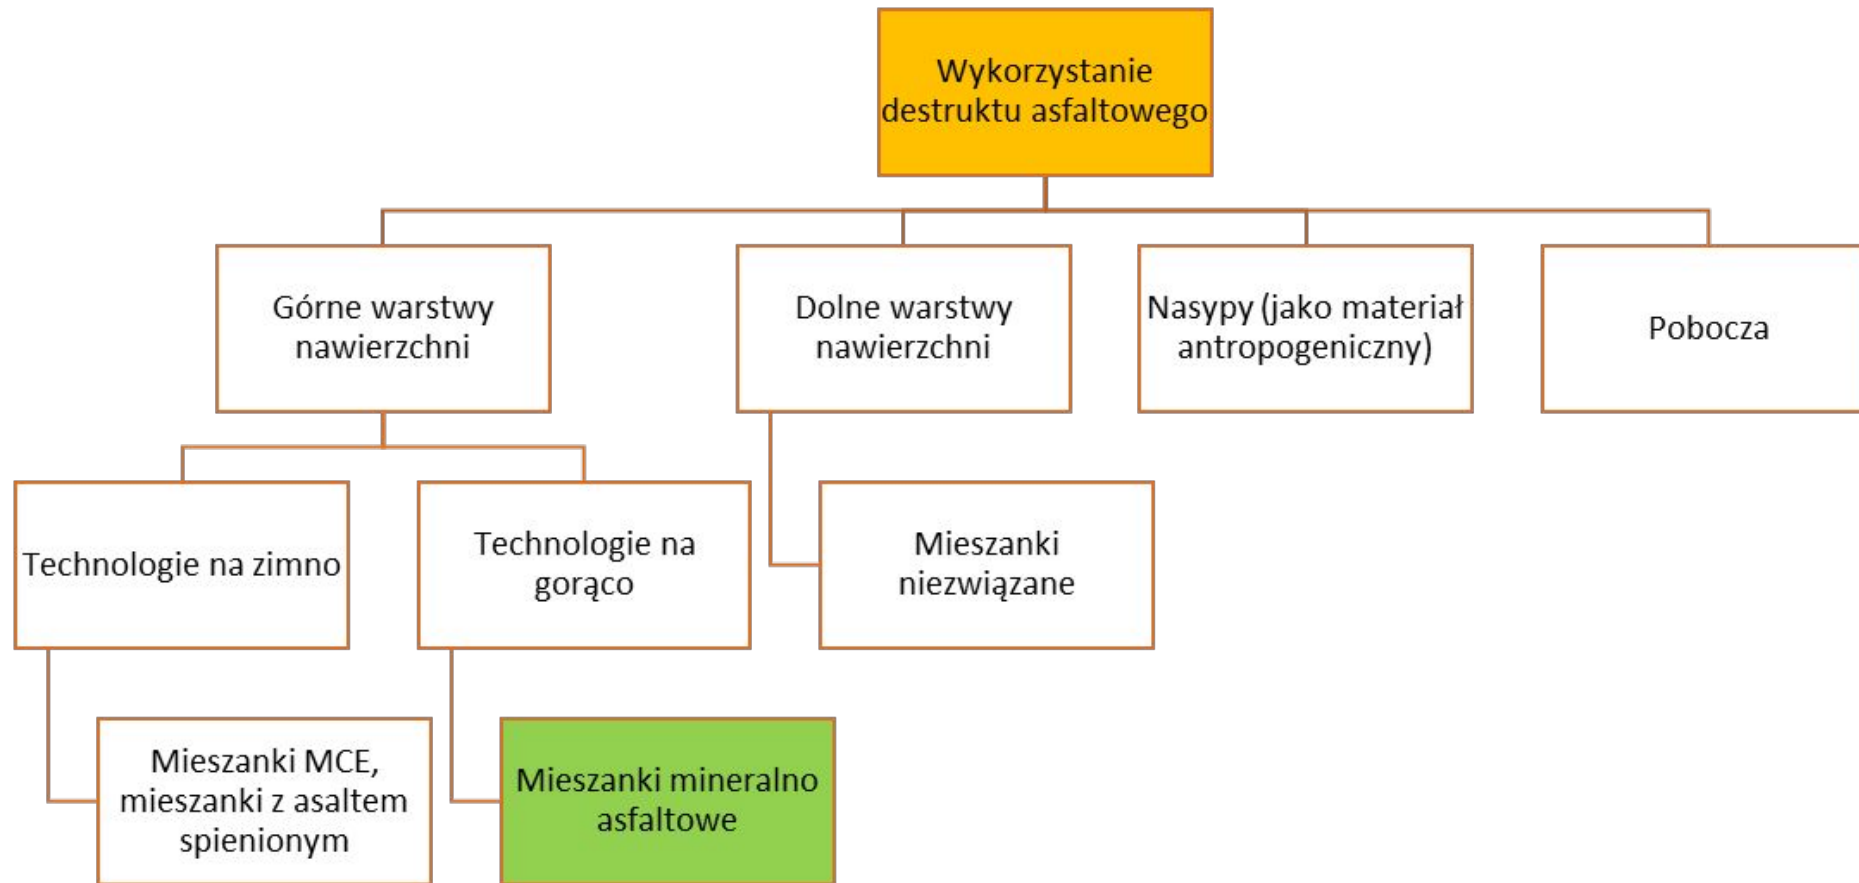 Wykorzystanie
destruktu asfaltowego
Górne warstwy
nawierzchni
Dolne warstwy
nawierzchni
Nasypy (jako materiał
antropogeniczny)
Pobocza
Technologie na zimno
Technologie na
gorąco
Mieszanki
niezwiązane
Mieszanki MCE,
mieszanki z asaltem
spienionym
Mieszanki mineralno
asfaltowe